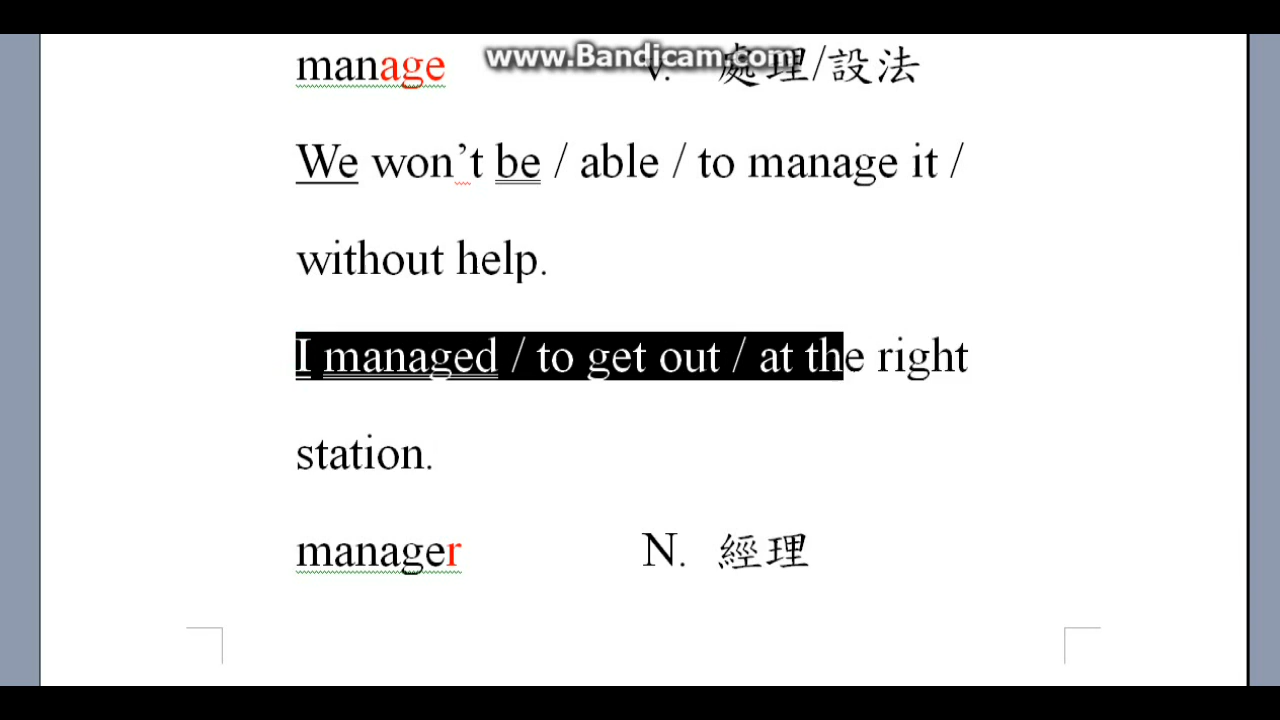 www.Bandicam.com
manage V. 處理/設法
We won’t be / able / to manage it /
without help.
I managed / to get out / at the right
station.
manager N. 經理